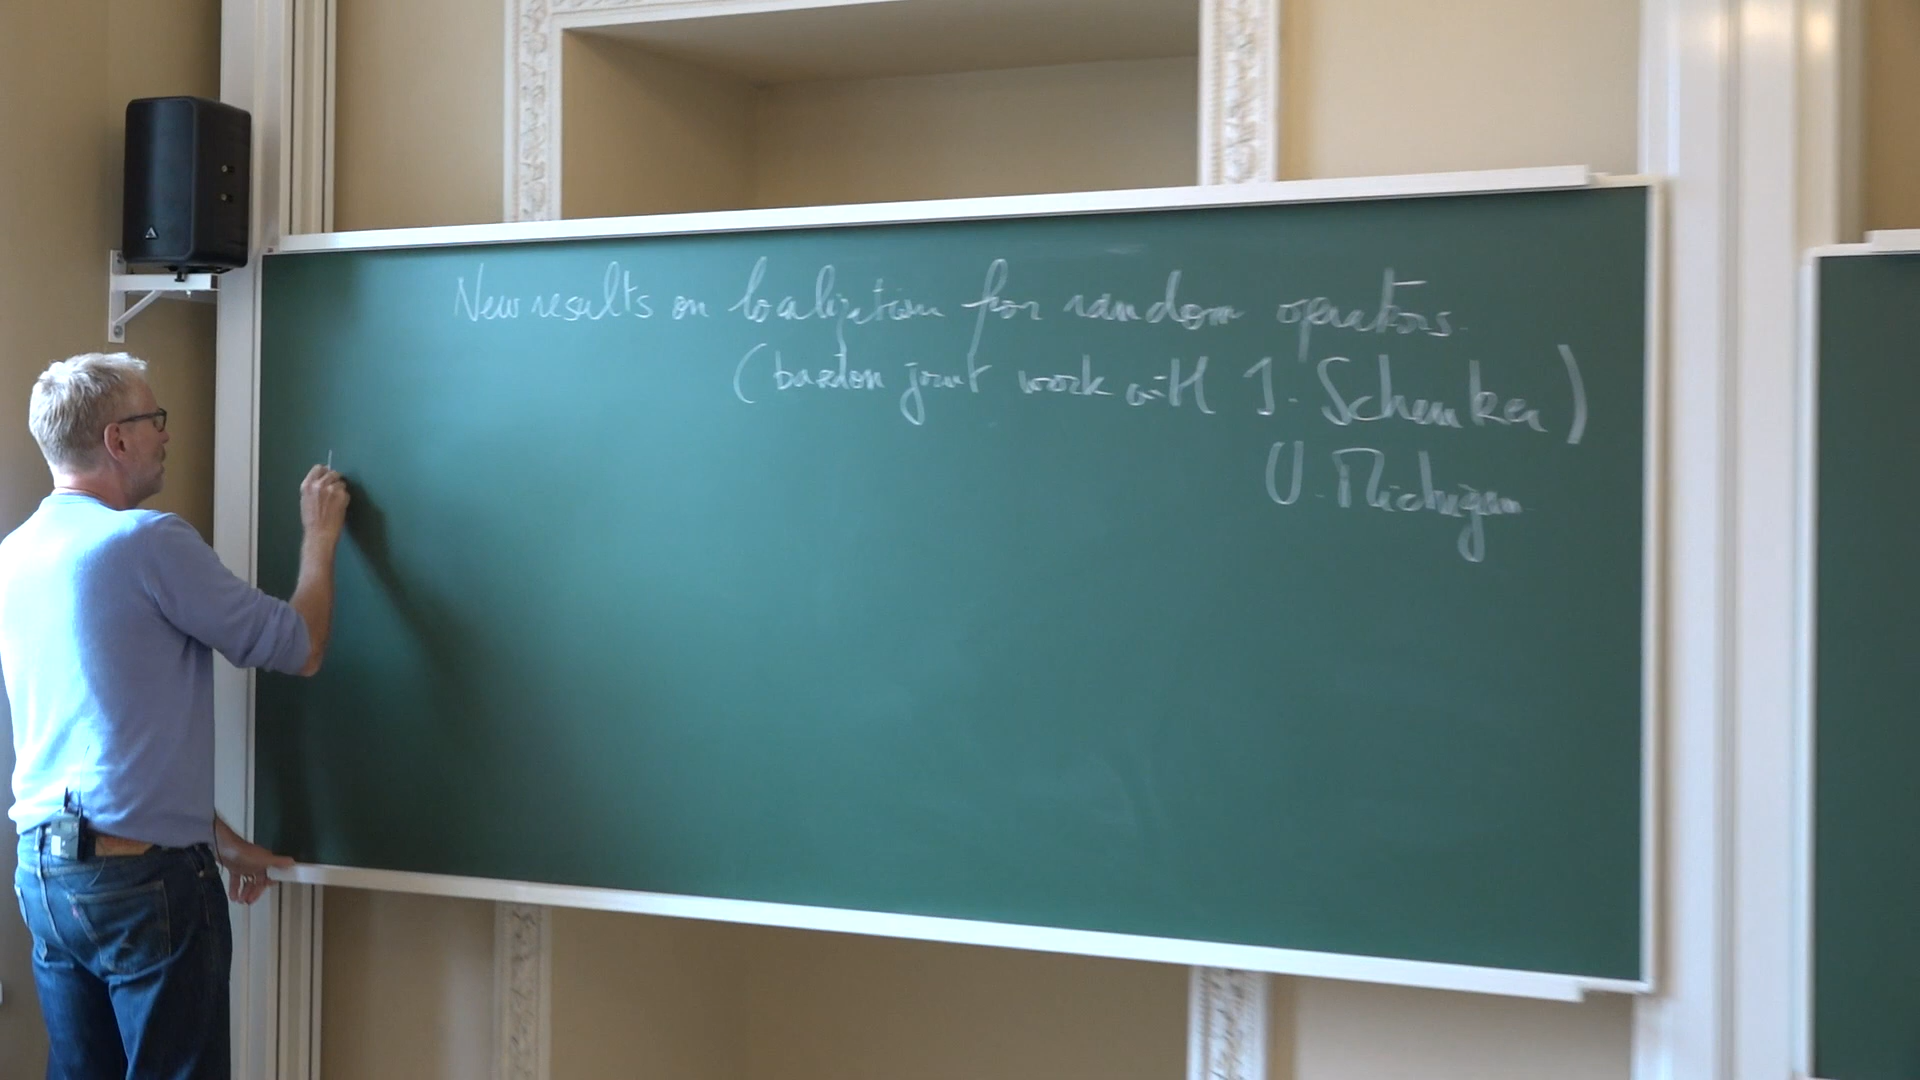 New results on localization for random operators.
(based on joint work with J. Schenker)
U. Michigan